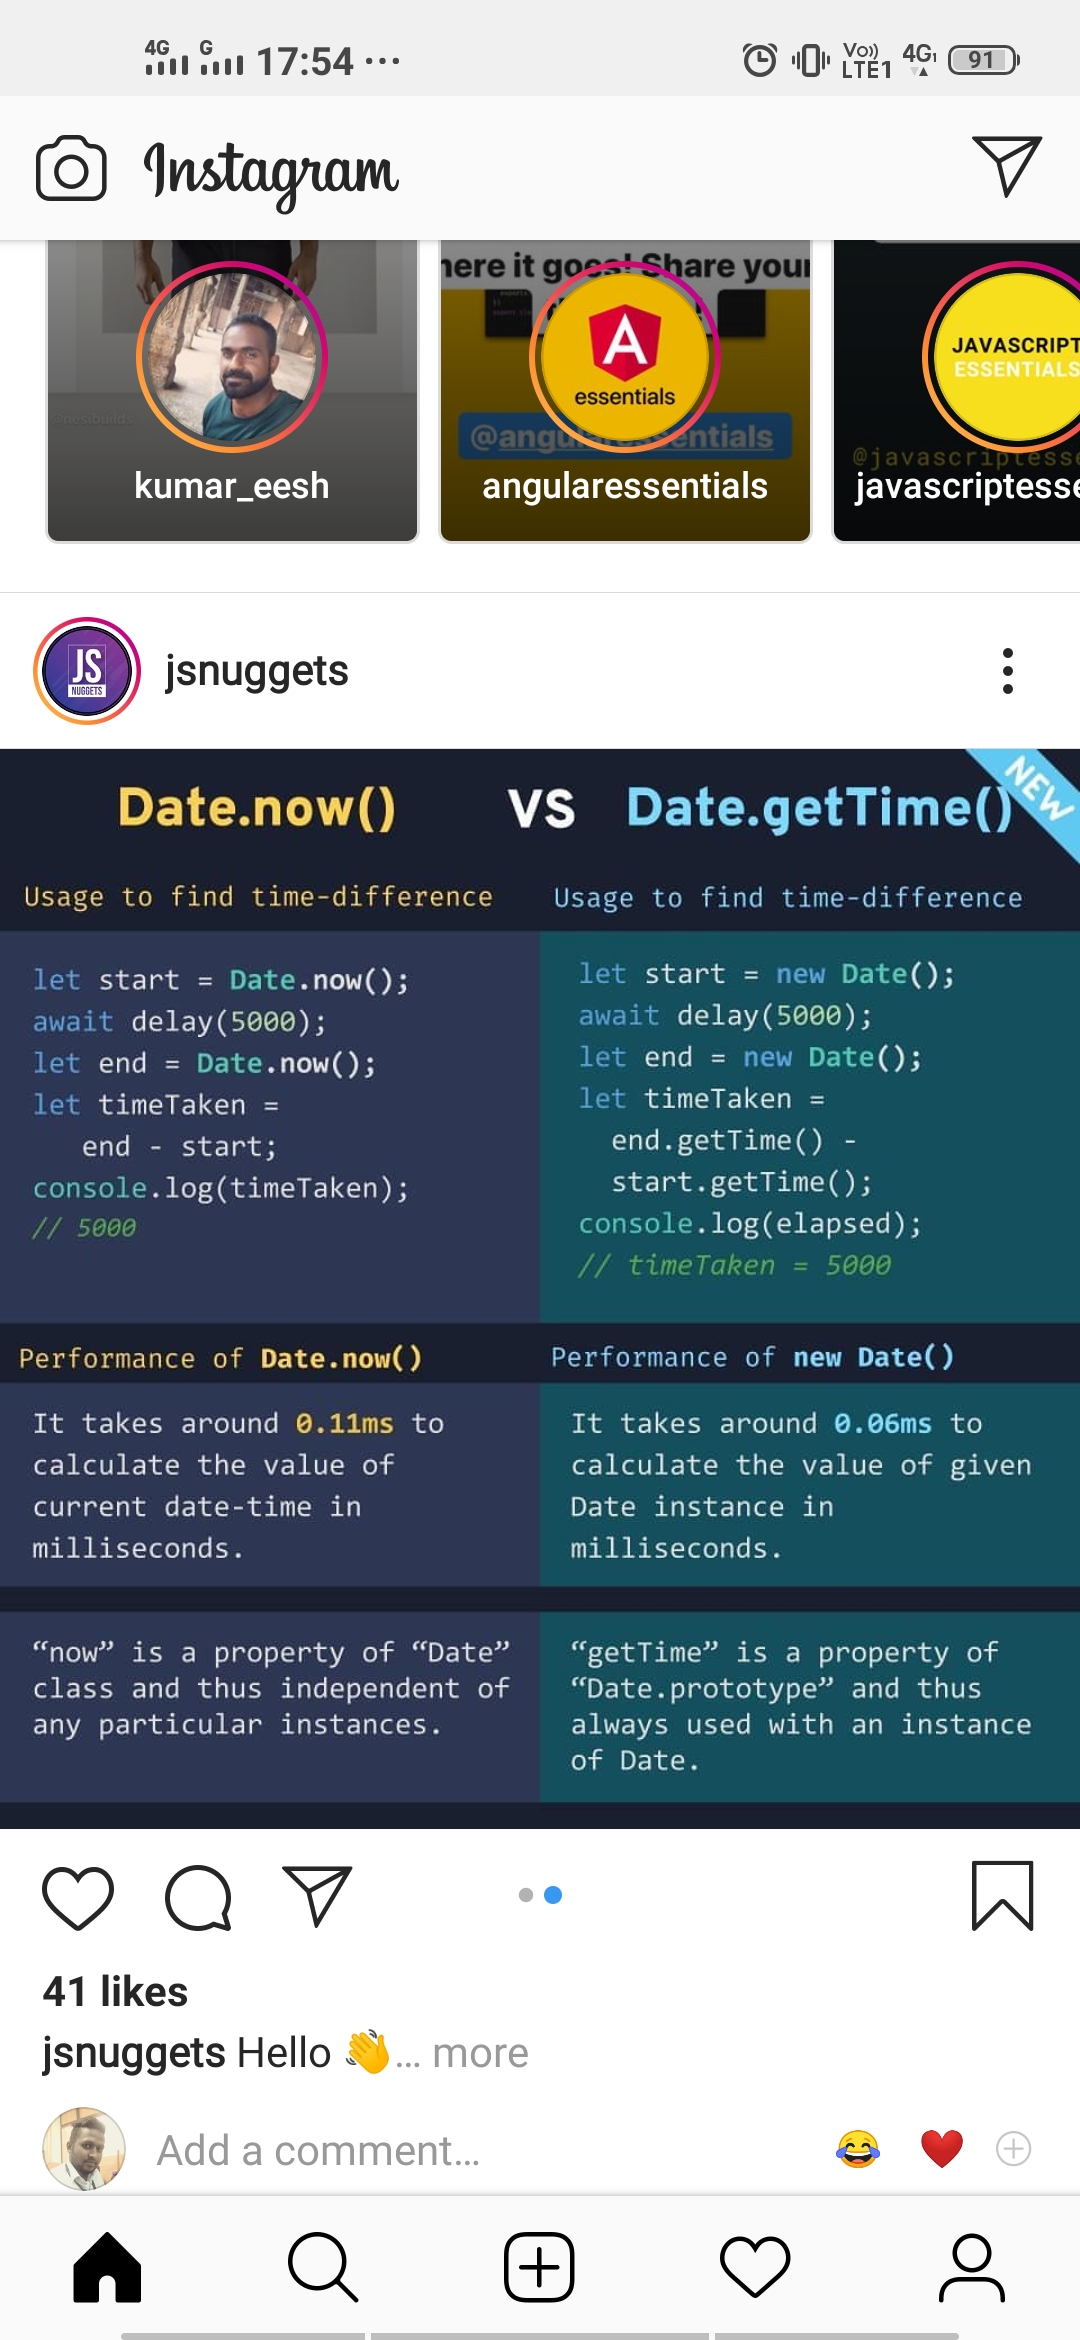 4G G 17:54 ...
Vo)) LTE1 4G 91
Instagram
here it goes! Share your
essentials
JAVASCRIPT
ESSENTIALS
@angularessentials
@javascriptesse
kumar_eesh
angularessentials
javascriptesse
JS
NUGGETS
jsnuggets
NEW
Date.now() VS Date.getTime()
Usage to find time-difference
let start = Date.now();
await delay(5000);
let end = Date.now();
let timeTaken =
end - start;
console.log(timeTaken);
// 5000
Usage to find time-difference
let start = new Date();
await delay(5000);
let end = new Date();
let timeTaken =
end.getTime() -
start.getTime();
console.log(elapsed);
// timeTaken = 5000
Performance of Date.now()
It takes around 0.11ms to
calculate the value of
current date-time in
milliseconds.
Performance of new Date()
It takes around 0.06ms to
calculate the value of given
Date instance in
milliseconds.
“now” is a property of “Date”
class and thus independent of
any particular instances.
“getTime” is a property of
“Date.prototype” and thus
always used with an instance
of Date.
41 likes
jsnuggets Hello 👋... more
Add a comment...